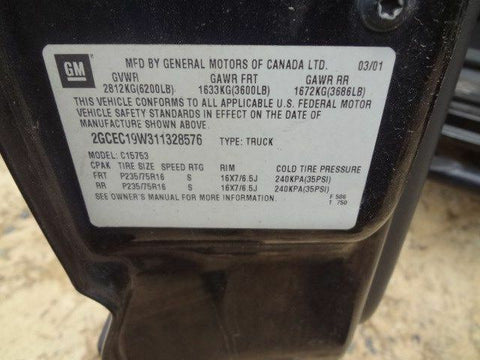 GM MFD BY GENERAL MOTORS OF CANADA LTD. 03/01
GVWR GAWR FRT GAWR RR
2812KG(6200LB) 1633KG(3600LB) 1672KG(3686LB)
THIS VEHICLE CONFORMS TO ALL APPLICABLE U.S. FEDERAL MOTOR
VEHICLE SAFETY STANDARDS IN EFFECT ON THE DATE OF
MANUFACTURE SHOWN ABOVE.
2GCEC19W311328576 TYPE: TRUCK
MODEL: C15753
CPAK TIRE SIZE SPEED RTG RIM COLD TIRE PRESSURE
FRT P235/75R16 S 16X7/6.5J 240KPA(35PSI)
RR P235/75R16 S 16X7/6.5J 240KPA(35PSI)
SEE OWNER'S MANUAL FOR MORE INFORMATION. F 586
T 750